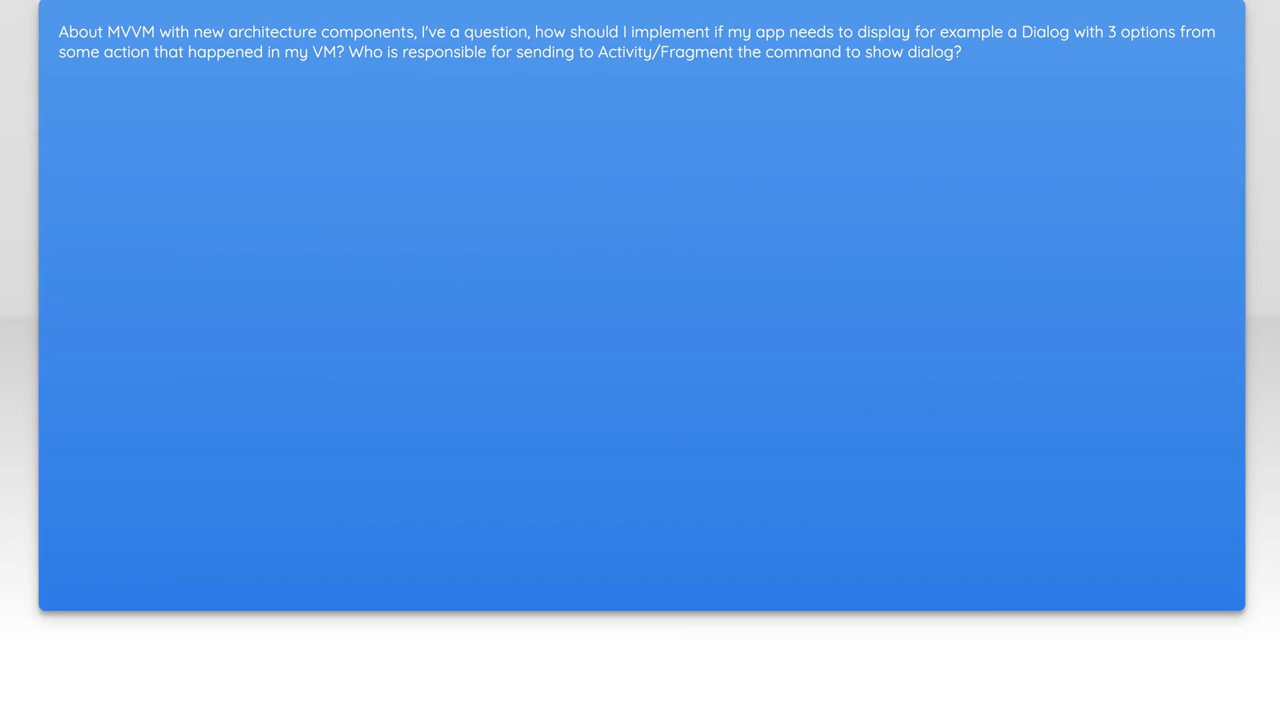 About MVVM with new architecture components, I've a question, how should I implement if my app needs to display for example a Dialog with 3 options from
some action that happened in my VM? Who is responsible for sending to Activity/Fragment the command to show dialog?